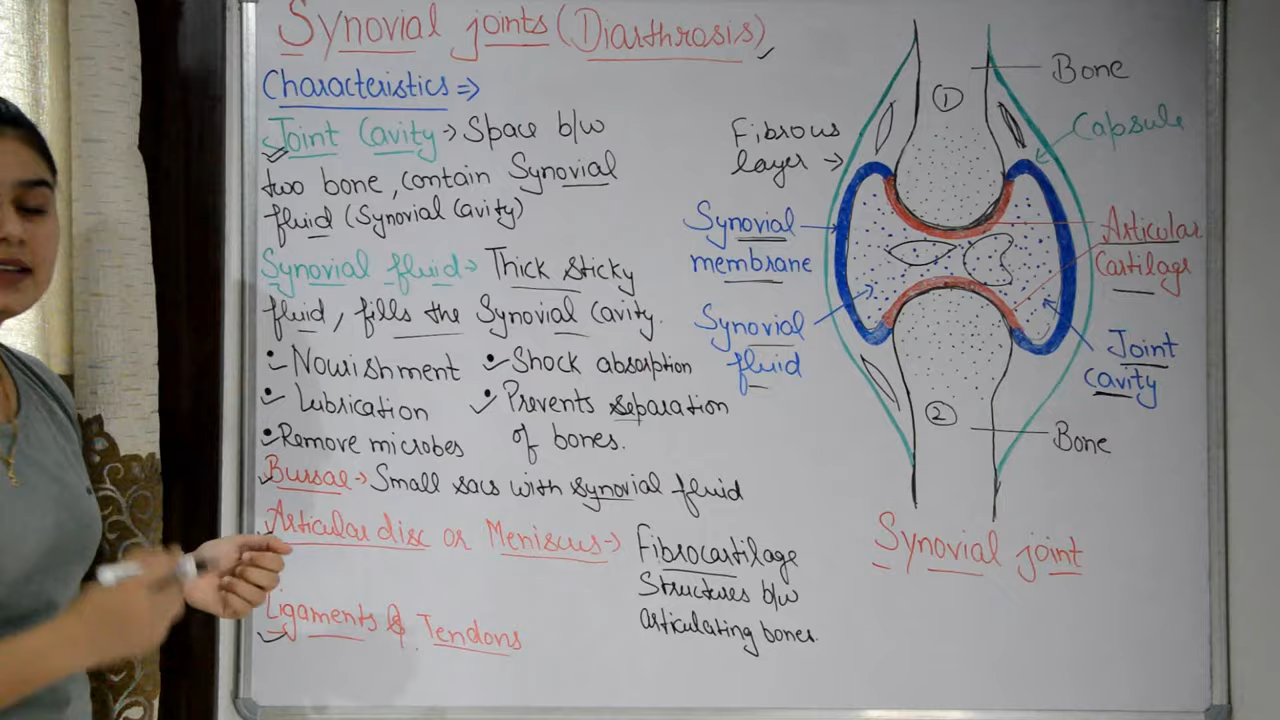 Synovial joints (Diarthrosis)
Characteristics ⇒
Joint Cavity → Space b/w
two bone, contain Synovial
fluid (Synovial Cavity)
Synovial fluid → Thick sticky
fluid, fills the Synovial Cavity.
• Nourishment • Shock absorption
• Lubrication • Prevents separation
of bones.
• Remove microbes
Bursal → Small sacs with synovial fluid
Articular disc or Meniscus → Fibrocartilage
Structures b/w
articulating bones.
Ligaments & Tendons
Bone
1
Capsule
Fibrous
layer →
Synovial
membrane
Articular
Cartilage
Synovial
fluid
Joint
cavity
2
Bone
Synovial joint